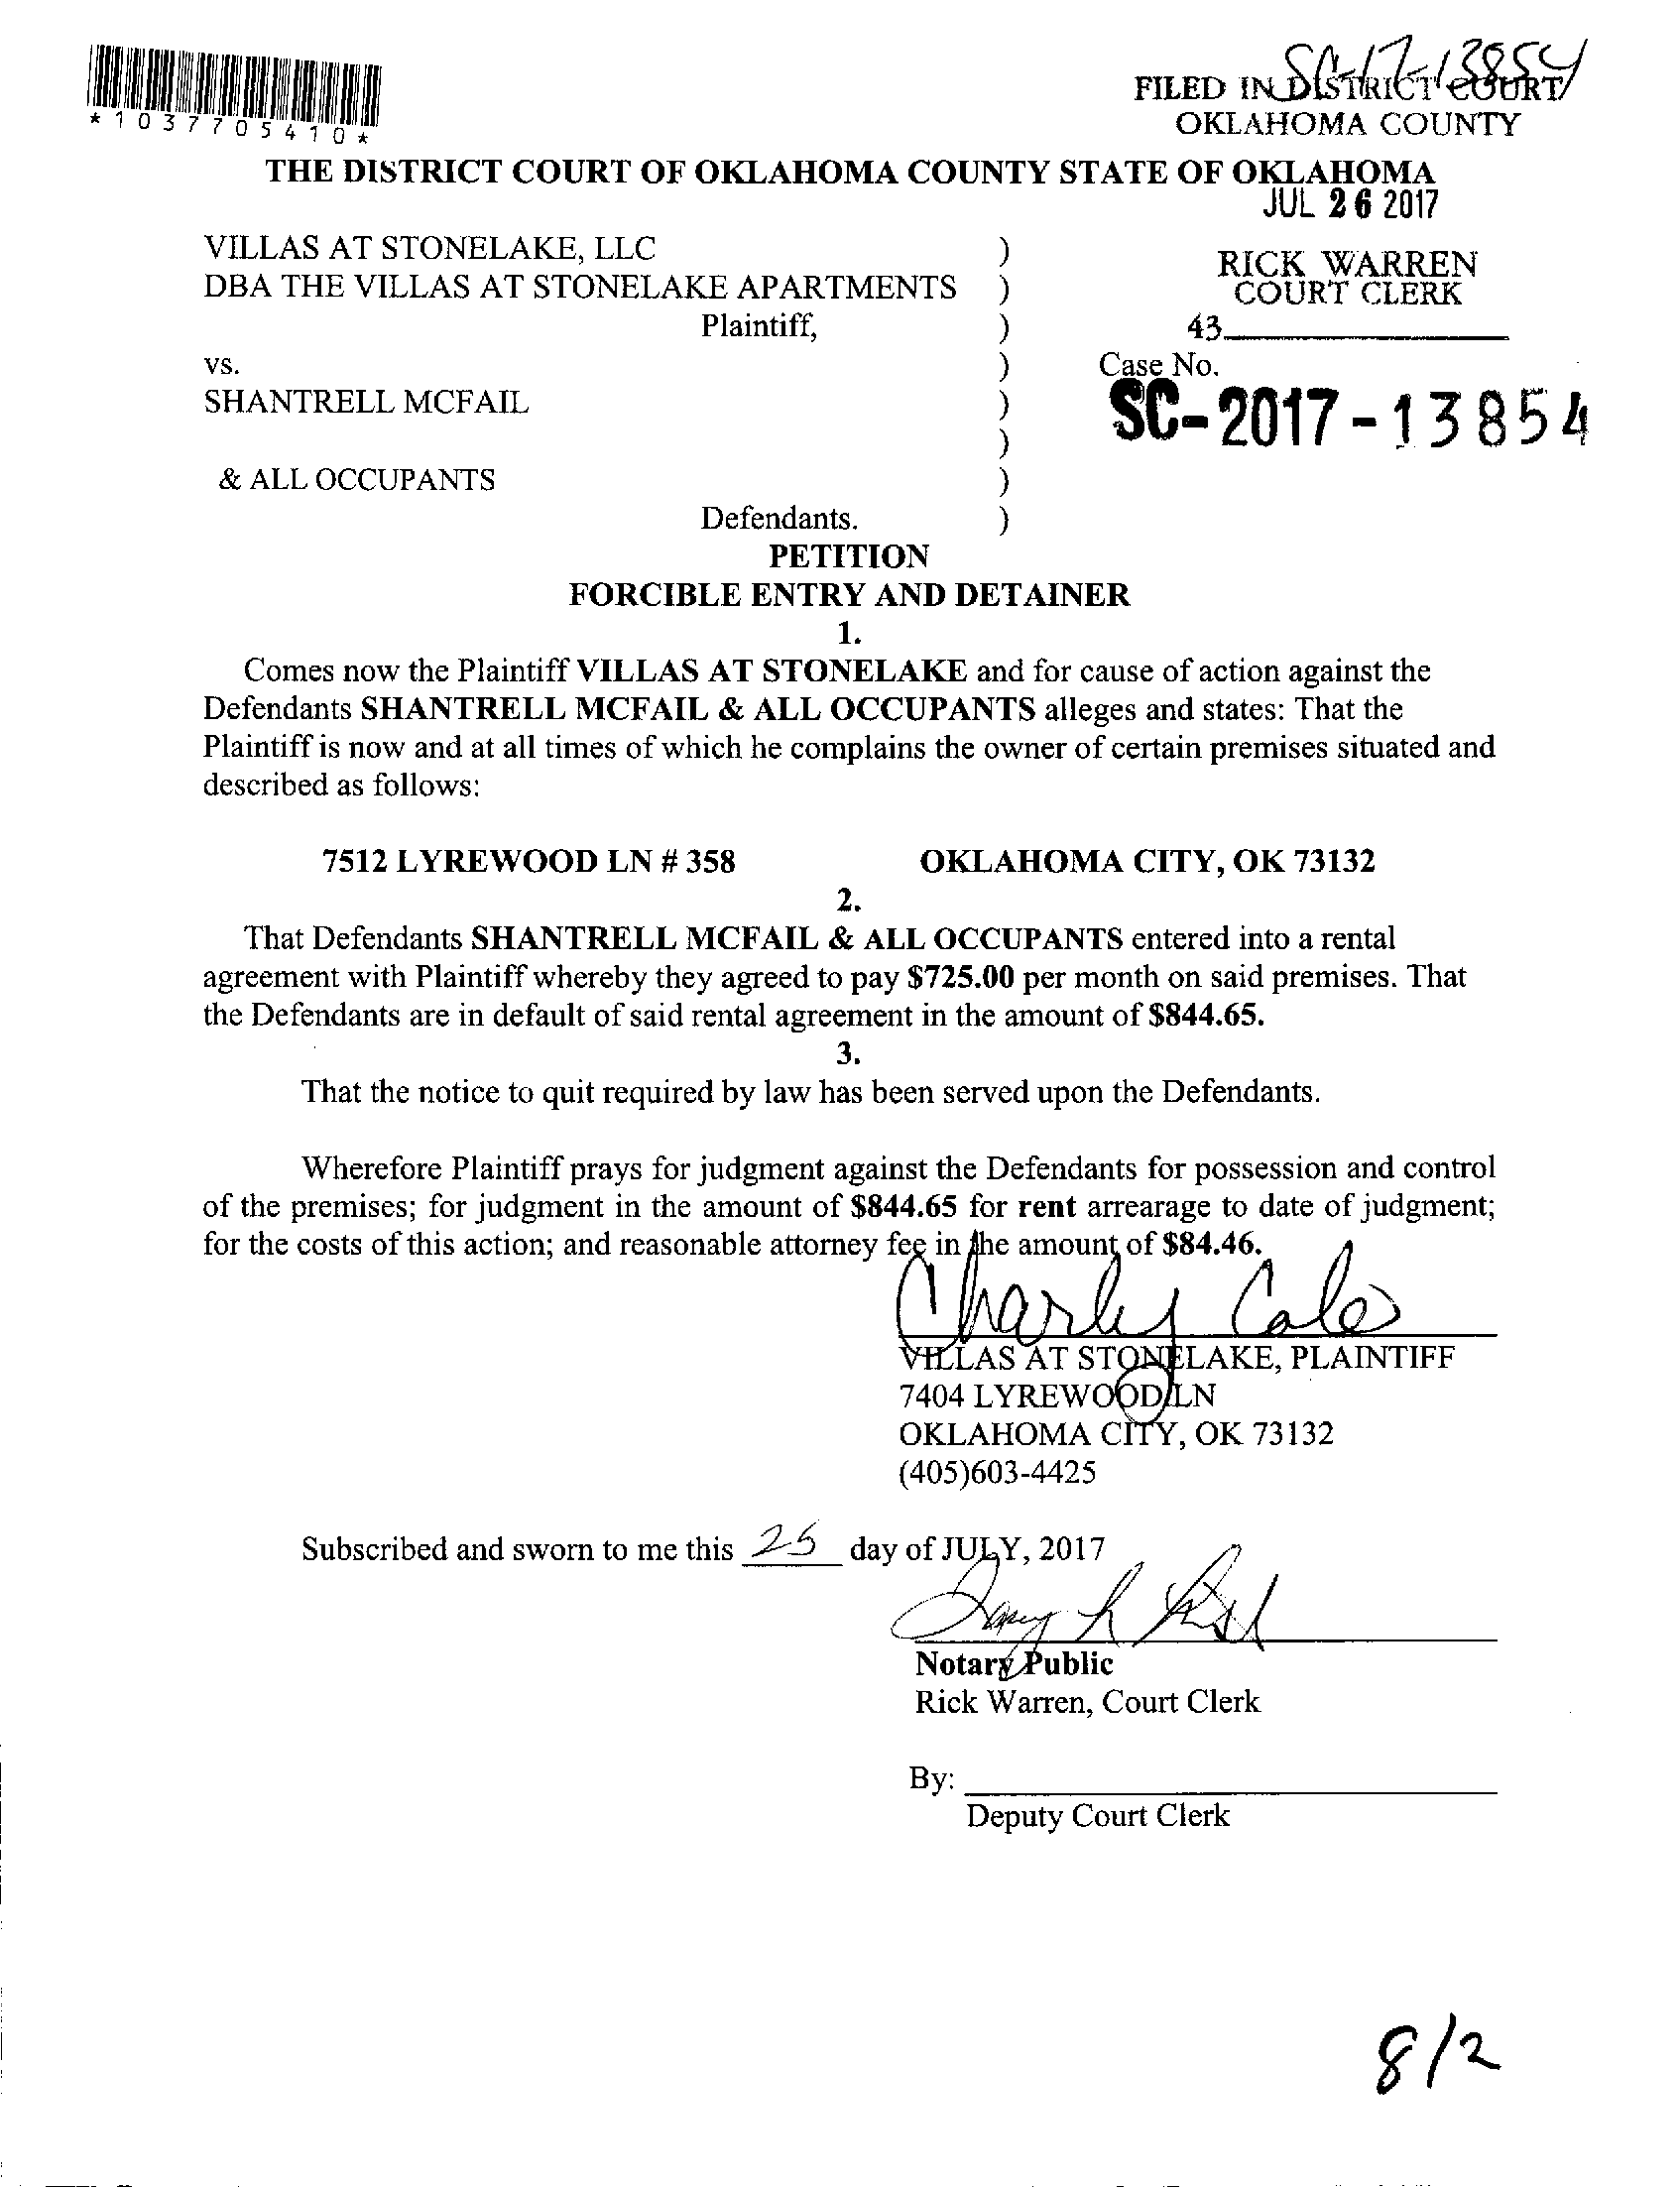 SC-17-13854
FILED IN DISTRICT COURT
OKLAHOMA COUNTY
*1037705410*
THE DISTRICT COURT OF OKLAHOMA COUNTY STATE OF OKLAHOMA
JUL 26 2017
VILLAS AT STONELAKE, LLC )
RICK WARREN
DBA THE VILLAS AT STONELAKE APARTMENTS )
COURT CLERK
Plaintiff, )
43
vs. )
Case No.
SHANTRELL MCFAIL )
SC-2017-13854
)
& ALL OCCUPANTS )
Defendants. )
PETITION
FORCIBLE ENTRY AND DETAINER
1.
Comes now the Plaintiff VILLAS AT STONELAKE and for cause of action against the
Defendants SHANTRELL MCFAIL & ALL OCCUPANTS alleges and states: That the
Plaintiff is now and at all times of which he complains the owner of certain premises situated and
described as follows:
7512 LYREWOOD LN # 358 OKLAHOMA CITY, OK 73132
2.
That Defendants SHANTRELL MCFAIL & ALL OCCUPANTS entered into a rental
agreement with Plaintiff whereby they agreed to pay $725.00 per month on said premises. That
the Defendants are in default of said rental agreement in the amount of $844.65.
3.
That the notice to quit required by law has been served upon the Defendants.
Wherefore Plaintiff prays for judgment against the Defendants for possession and control
of the premises; for judgment in the amount of $844.65 for rent arrearage to date of judgment;
for the costs of this action; and reasonable attorney fee in the amount of $84.46.
Charley Cales
VILLAS AT STONELAKE, PLAINTIFF
7404 LYREWOOD LN
OKLAHOMA CITY, OK 73132
(405)603-4425
Subscribed and sworn to me this 25 day of JULY, 2017
Notary Public
Rick Warren, Court Clerk
By:
Deputy Court Clerk
8/2